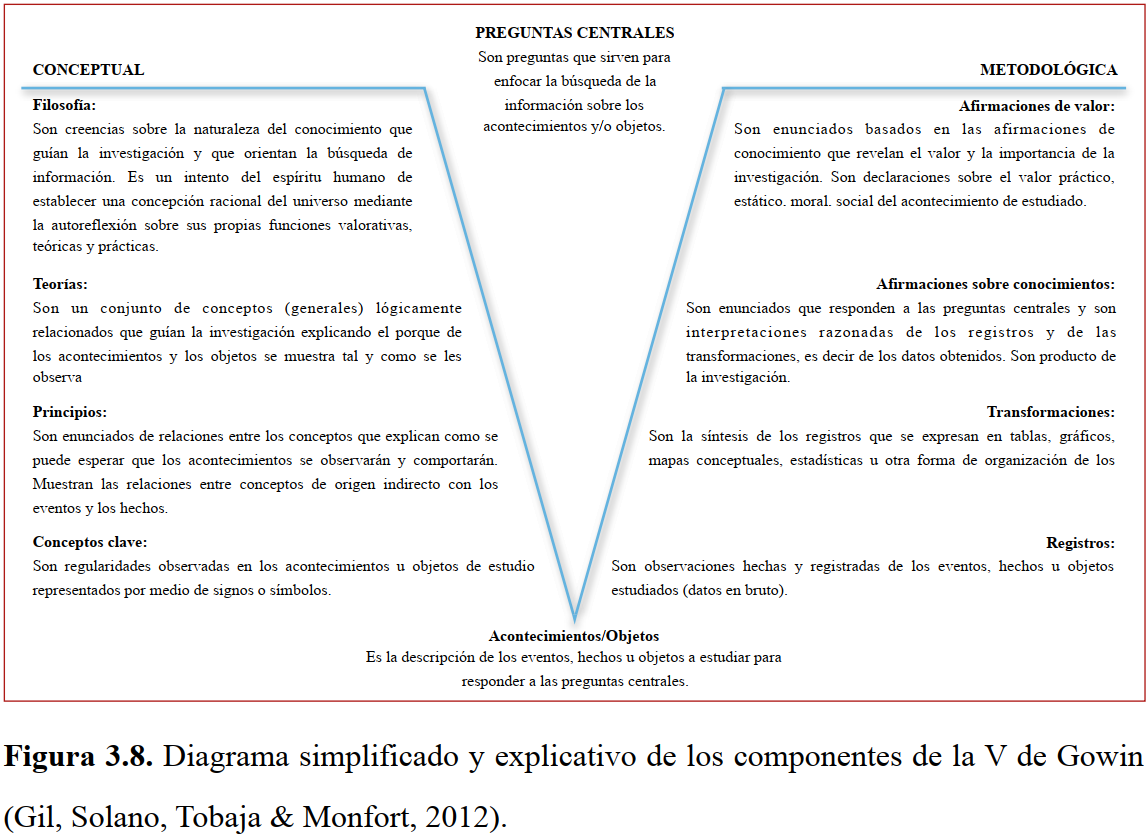 PREGUNTAS CENTRALES
Son preguntas que sirven para
enfocar la búsqueda de la
información sobre los
acontecimientos y/o objetos.
CONCEPTUAL
Filosofía:
Son creencias sobre la naturaleza del conocimiento que
guían la investigación y que orientan la búsqueda de
información. Es un intento del espíritu humano de
establecer una concepción racional del universo mediante
la autoreflexión sobre sus propias funciones valorativas,
teóricas y prácticas.
Teorías:
Son un conjunto de conceptos (generales) lógicamente
relacionados que guían la investigación explicando el porque de
los acontecimientos y los objetos se muestra tal y como se les
observa
Principios:
Son enunciados de relaciones entre los conceptos que explican como se
puede esperar que los acontecimientos se observarán y comportarán.
Muestran las relaciones entre conceptos de origen indirecto con los
eventos y los hechos.
Conceptos clave:
Son regularidades observadas en los acontecimientos u objetos de estudio
representados por medio de signos o símbolos.
METODOLÓGICA
Afirmaciones de valor:
Son enunciados basados en las afirmaciones de
conocimiento que revelan el valor y la importancia de la
investigación. Son declaraciones sobre el valor práctico,
estático. moral. social del acontecimiento de estudiado.
Afirmaciones sobre conocimientos:
Son enunciados que responden a las preguntas centrales y son
interpretaciones razonadas de los registros y de las
transformaciones, es decir de los datos obtenidos. Son producto de
la investigación.
Transformaciones:
Son la síntesis de los registros que se expresan en tablas, gráficos,
mapas conceptuales, estadísticas u otra forma de organización de los
Registros:
Son observaciones hechas y registradas de los eventos, hechos u objetos
estudiados (datos en bruto).
Acontecimientos/Objetos
Es la descripción de los eventos, hechos u objetos a estudiar para
responder a las preguntas centrales.
Figura 3.8. Diagrama simplificado y explicativo de los componentes de la V de Gowin
(Gil, Solano, Tobaja & Monfort, 2012).